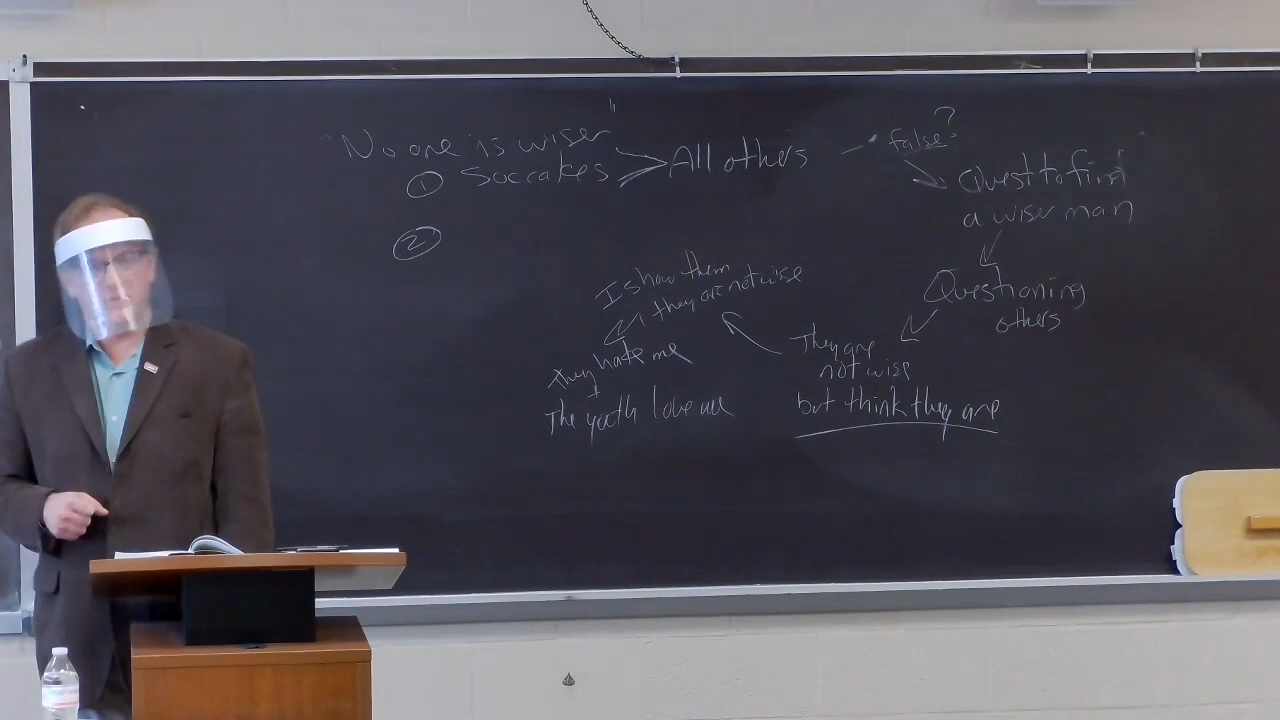 "No one is wiser"
① Soccakes > All others — false?
②
Quest to find
a wiser man
Questioning
others
They are
not wise
but think they are
I show them
they are not wise
they hate me
+
The youth love me